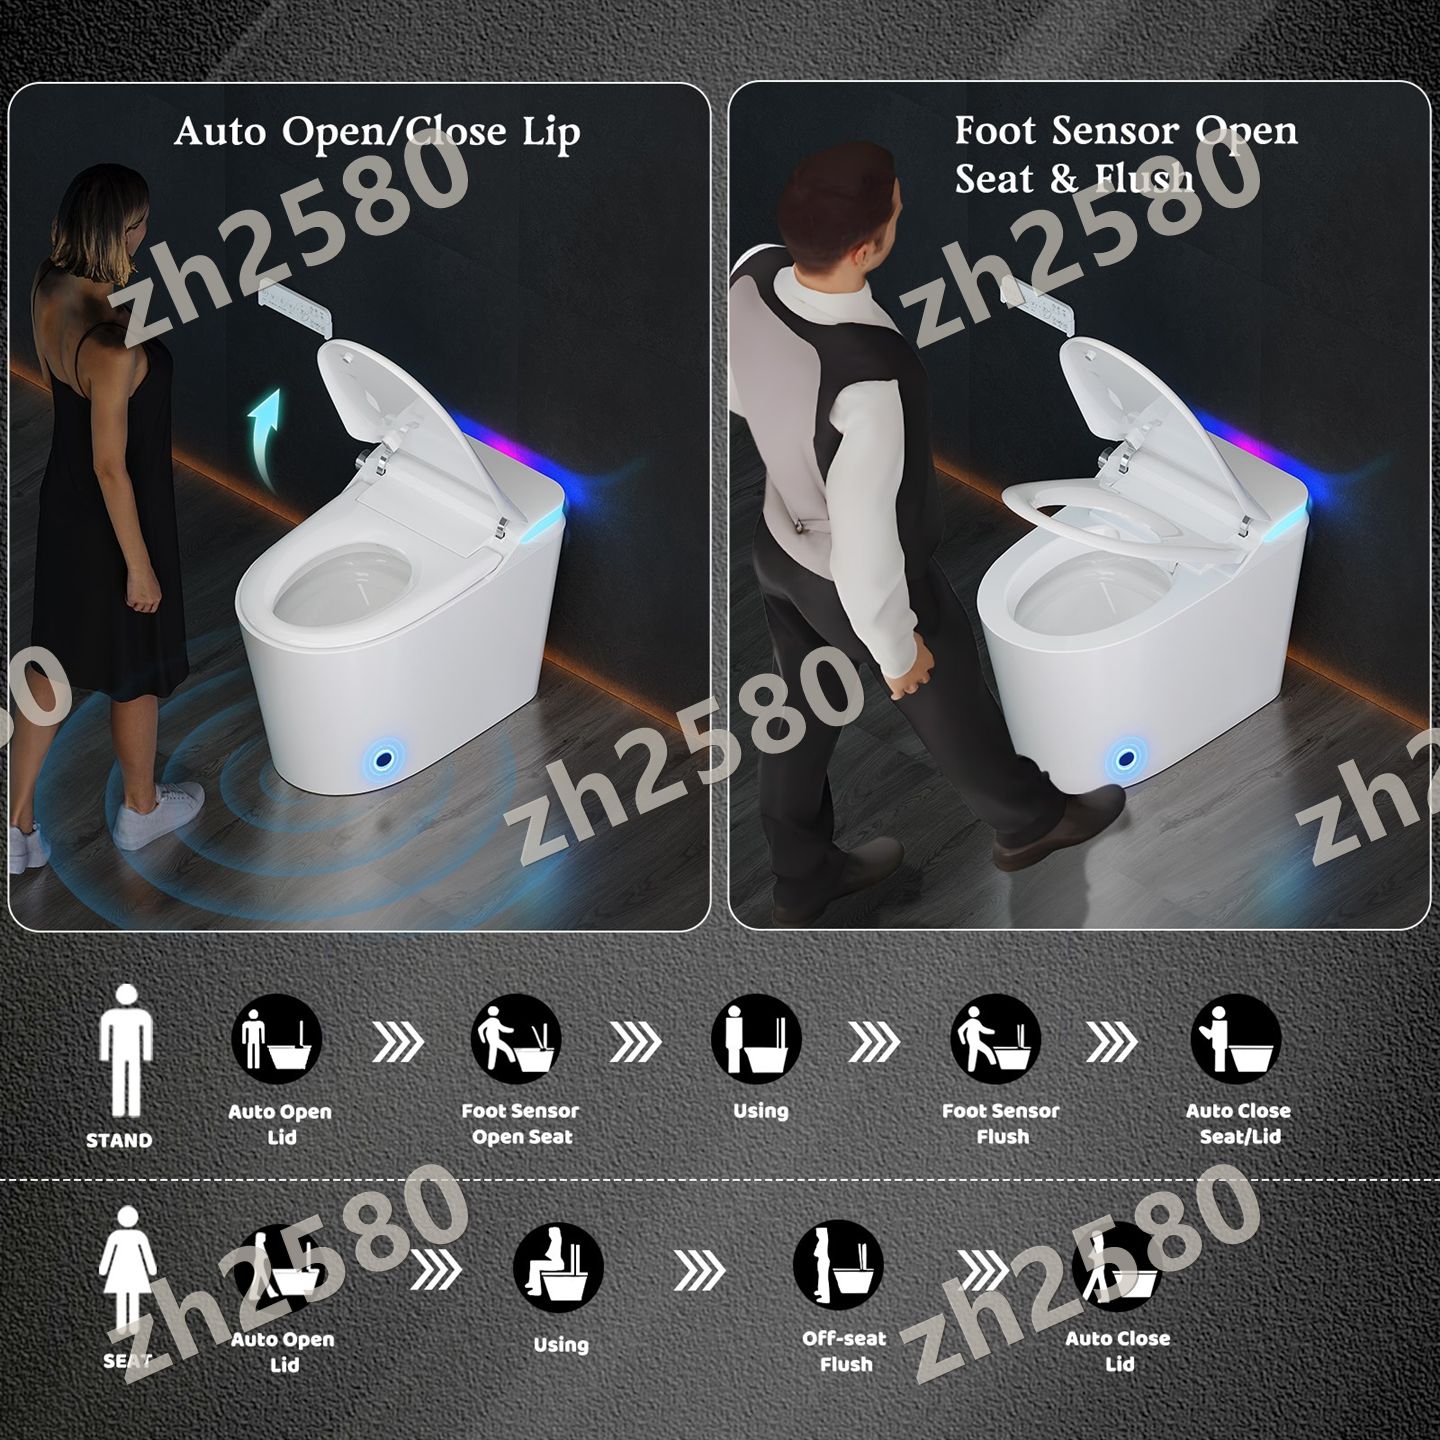 Auto Open/Close Lip
Foot Sensor Open
Seat & Flush
zh2580
zh2580
zh2580
STAND
Auto Open
Lid
Foot Sensor
Open Seat
Using
Foot Sensor
Flush
Auto Close
Seat/Lid
SEAT
Auto Open
Lid
Using
Off-seat
Flush
Auto Close
Lid
zh2580
zh2580